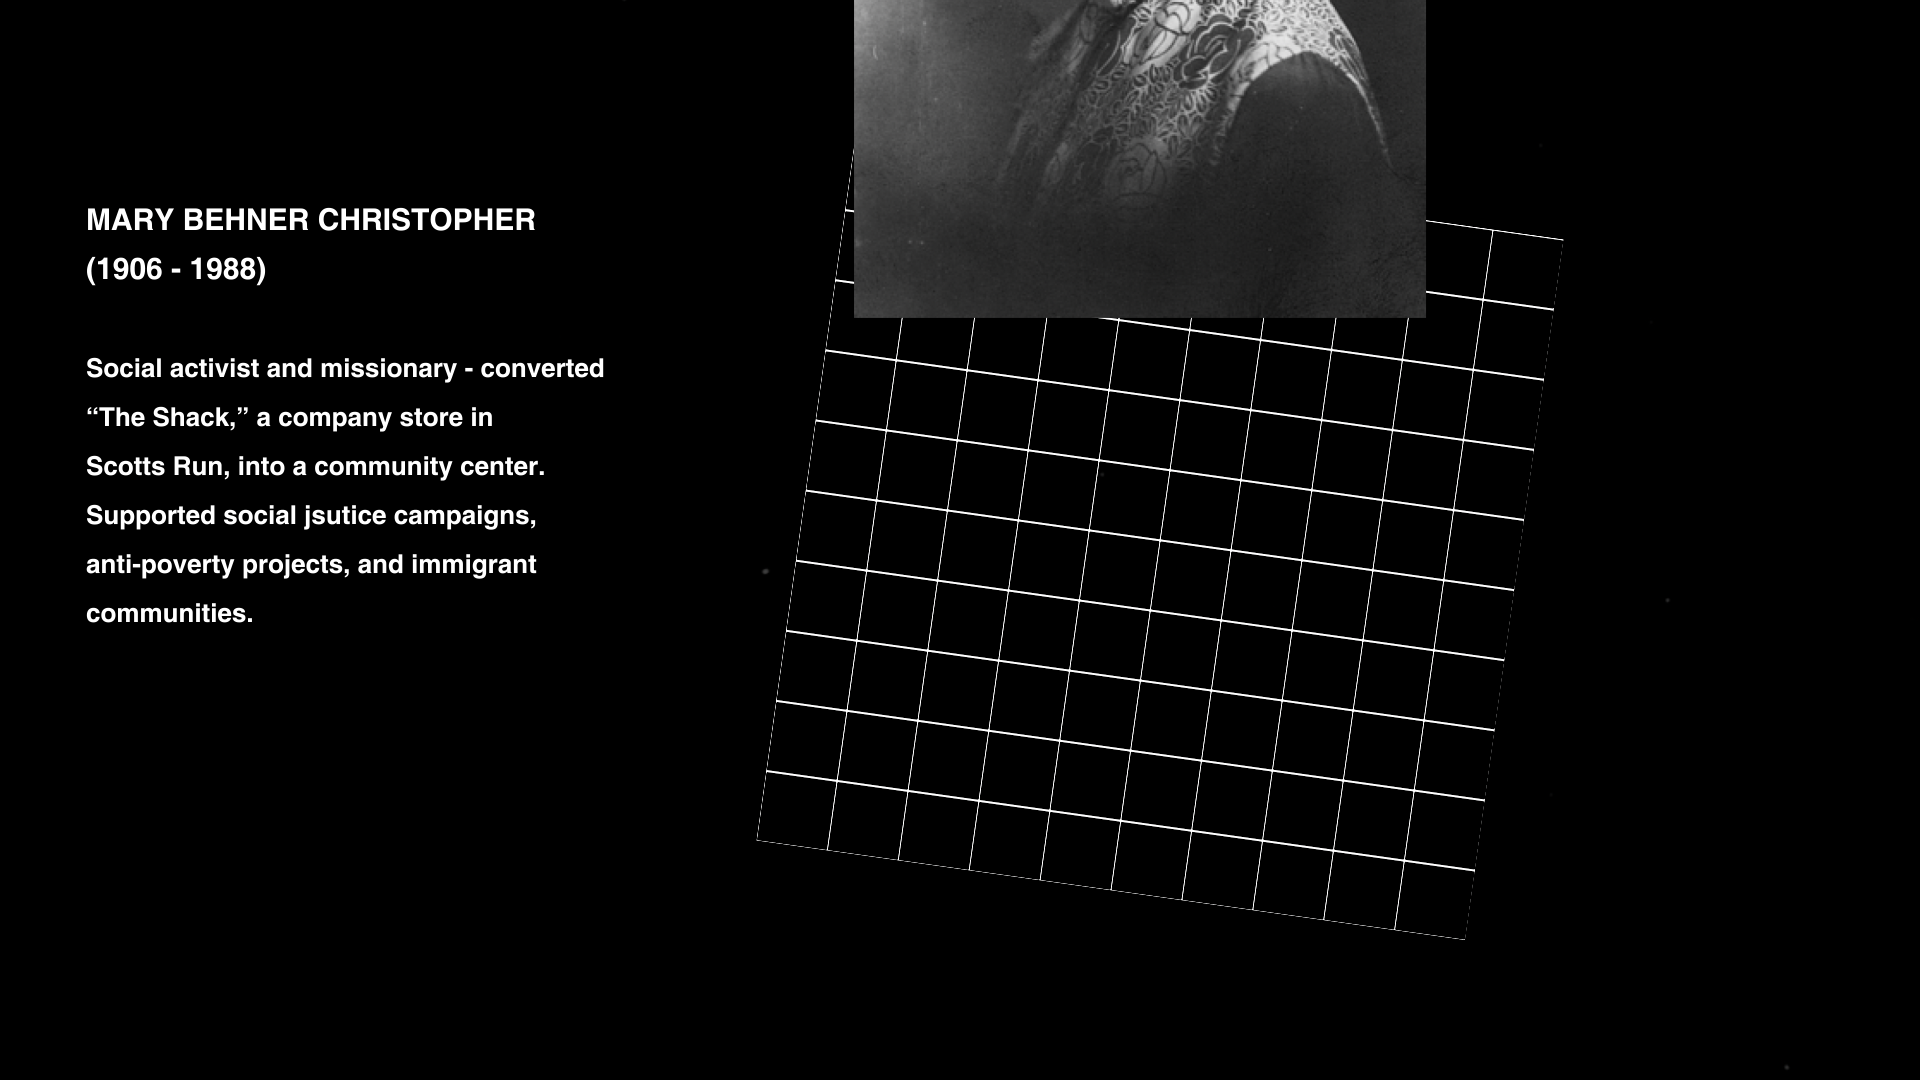 MARY BEHNER CHRISTOPHER
(1906 - 1988)
Social activist and missionary - converted
“The Shack,” a company store in
Scotts Run, into a community center.
Supported social jsutice campaigns,
anti-poverty projects, and immigrant
communities.